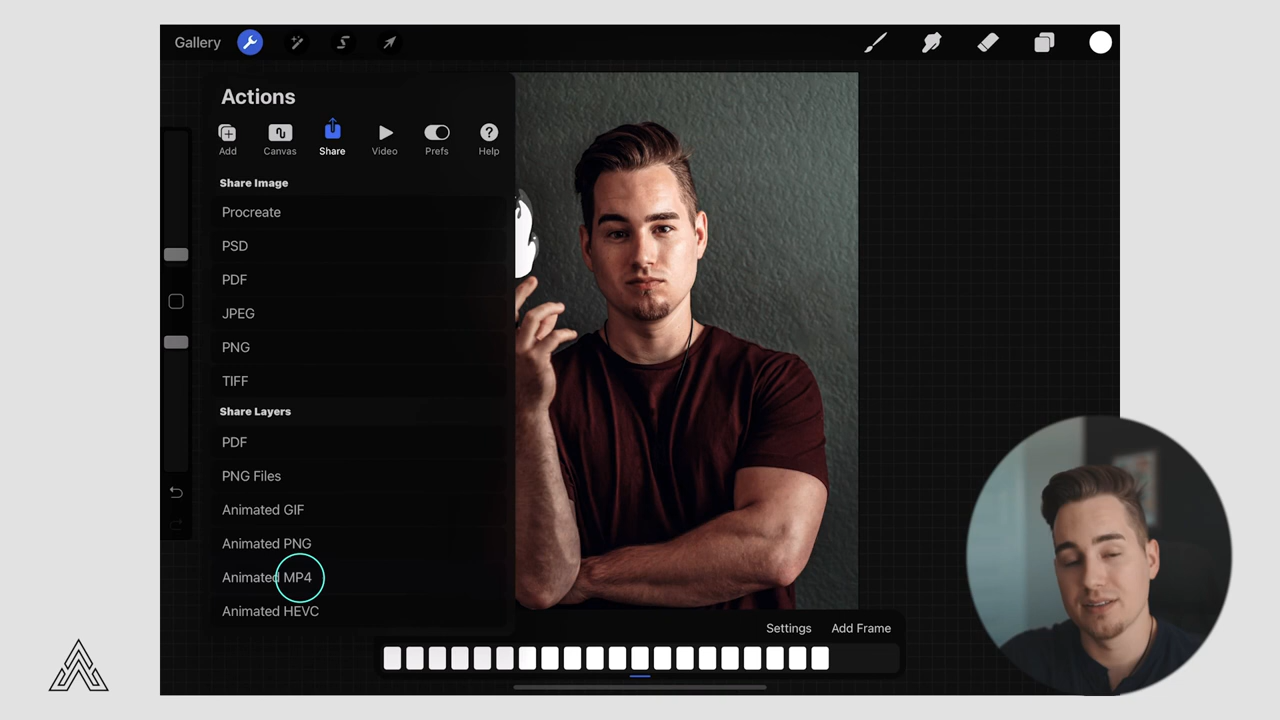 Gallery
Actions
Add Canvas Share Video Prefs Help
Share Image
Procreate
PSD
PDF
JPEG
PNG
TIFF
Share Layers
PDF
PNG Files
Animated GIF
Animated PNG
Animated MP4
Animated HEVC
Settings Add Frame